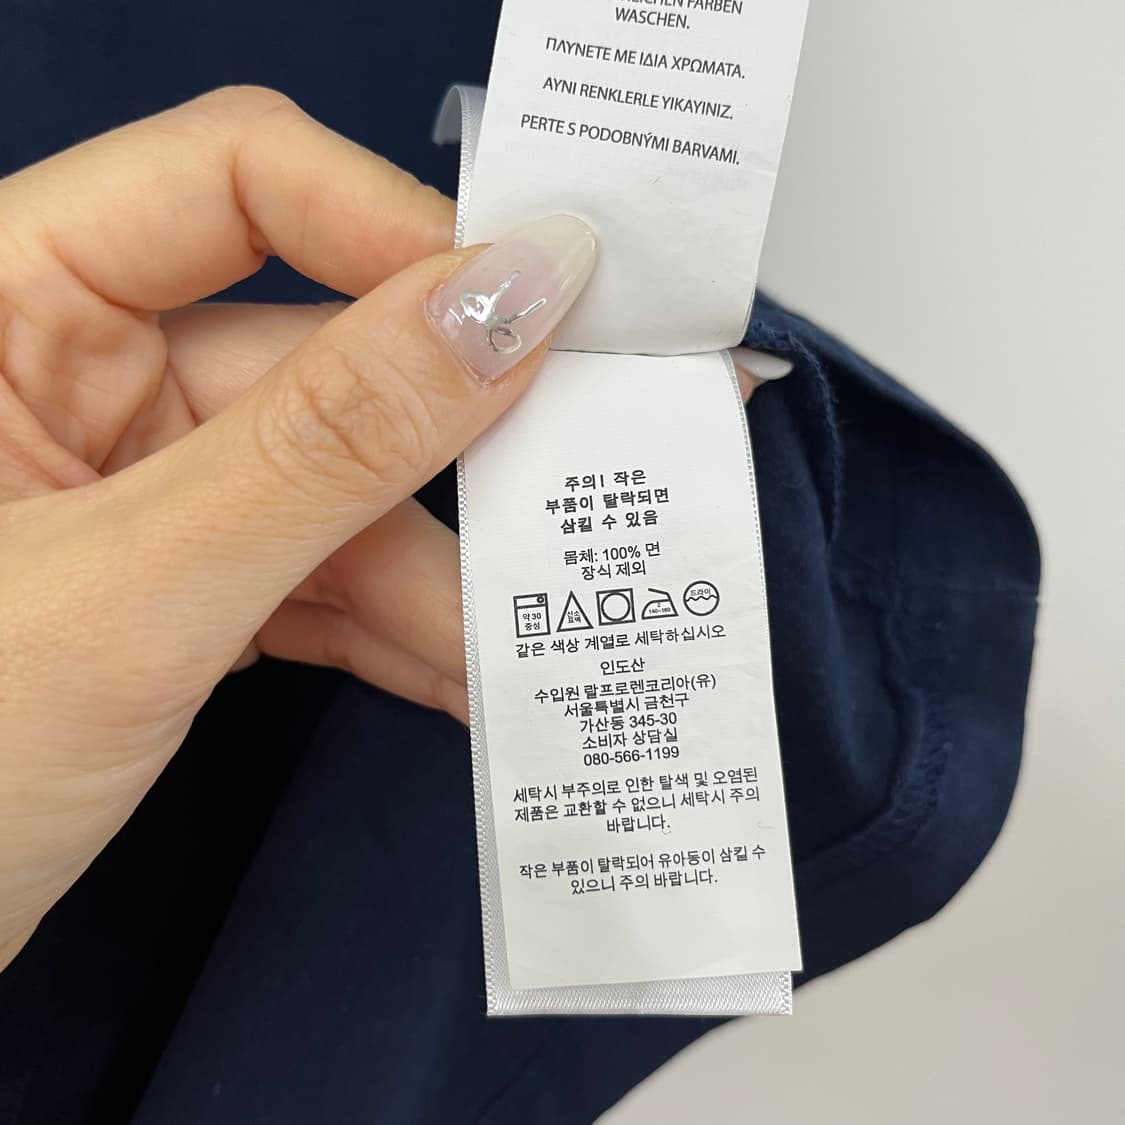 FARBEN
WASCHEN.
ΠΛΥΝΕΤΕ ΜΕ ΙΔΙΑ ΧΡΩΜΑΤΑ.
AYNI RENKLERLE YIKAYINIZ.
PERTE S PODOBNÝMI BARVAMI.
주의! 작은
부품이 탈락되면
삼킬 수 있음
몸체: 100% 면
장식 제외
약 30 중성 산소 표백 2 140~160 드라이
같은 색상 계열로 세탁하십시오
인도산
수입원 랄프로렌코리아(유)
서울특별시 금천구
가산동 345-30
소비자 상담실
080-566-1199
세탁시 부주의로 인한 탈색 및 오염된
제품은 교환할 수 없으니 세탁시 주의
바랍니다.
작은 부품이 탈락되어 유아동이 삼킬 수
있으니 주의 바랍니다.